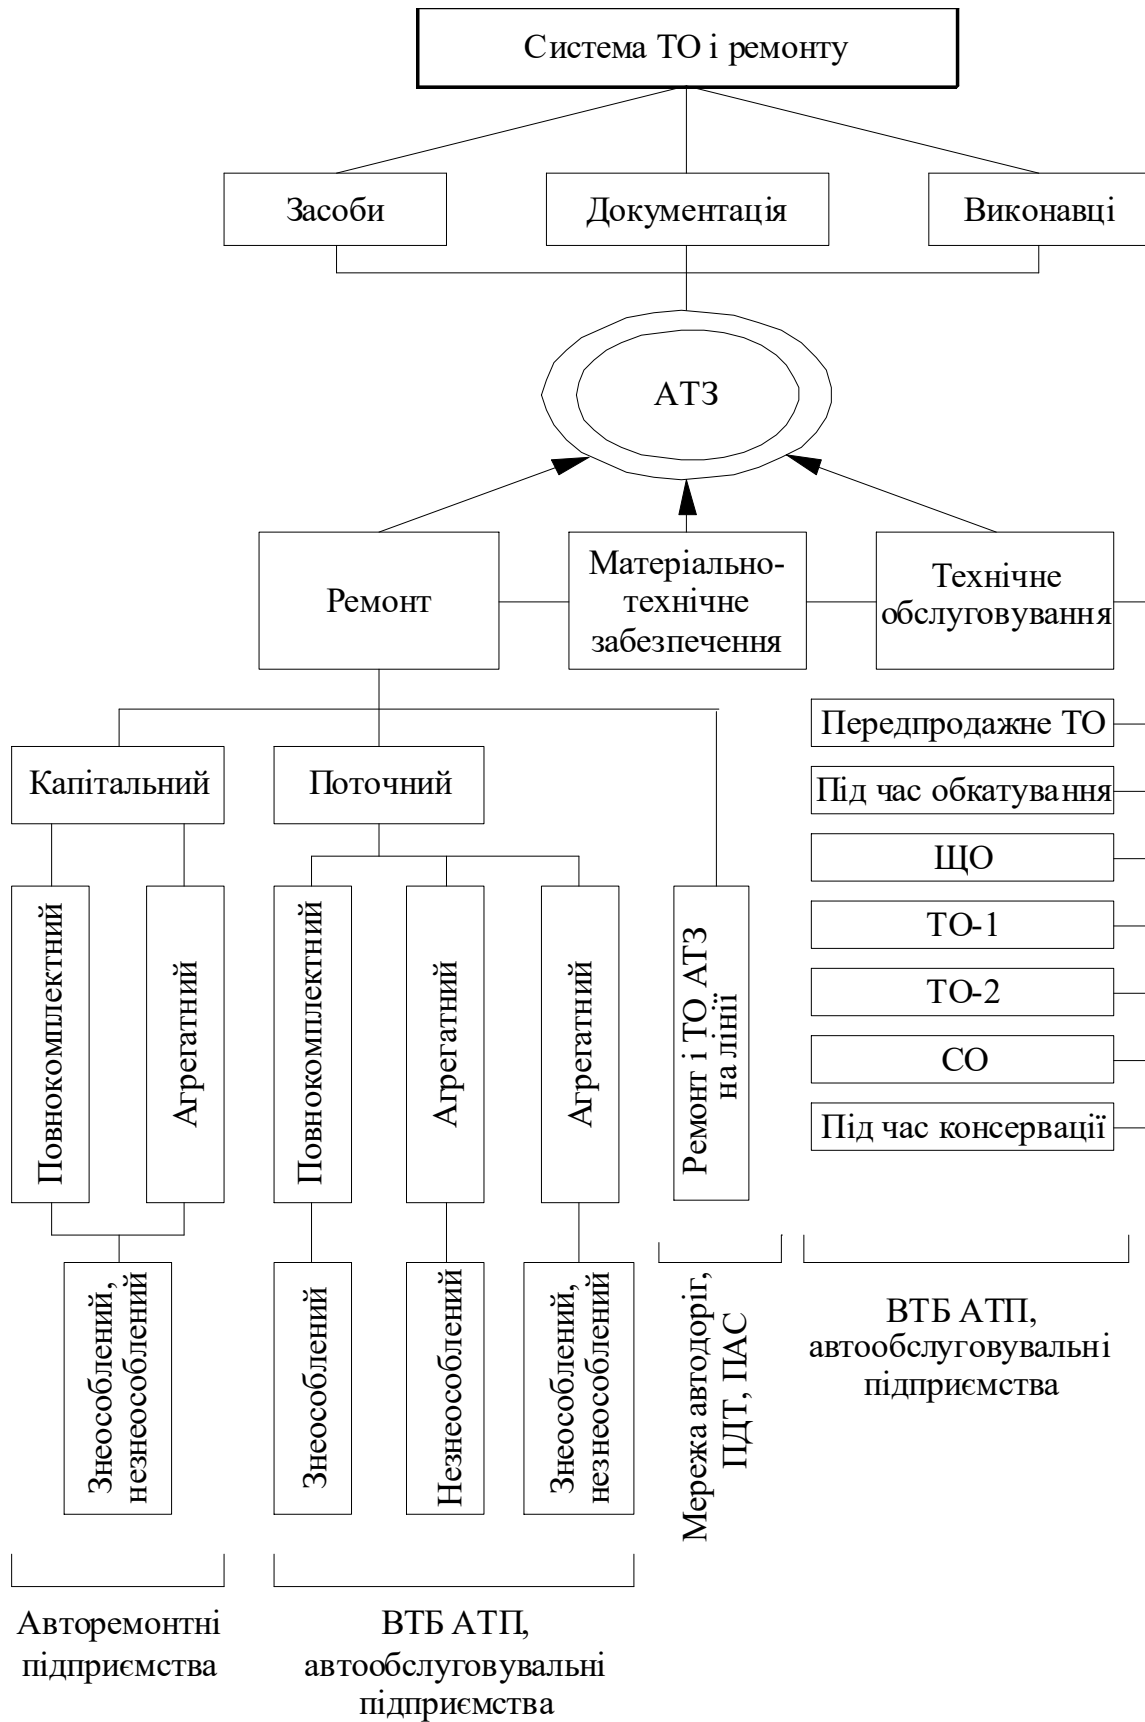 Система ТО і ремонту
Засоби
Документація
Виконавці
АТЗ
Ремонт
Матеріально-
технічне
забезпечення
Технічне
обслуговування
Капітальний
Поточний
Передпродажне ТО
Під час обкатування
ЩО
ТО-1
ТО-2
СО
Під час консервації
Повнокомплектний
Агрегатний
Повнокомплектний
Агрегатний
Агрегатний
Ремонт і ТО АТЗ
на лінії
Знеособлений,
незнеособлений
Знеособлений
Незнеособлений
Знеособлений,
незнеособлений
Мережа автодоріг,
ПДТ, ПАС
ВТБ АТП,
автообслуговувальні
підприємства
Авторемонтні
підприємства
ВТБ АТП,
автообслуговувальні
підприємства